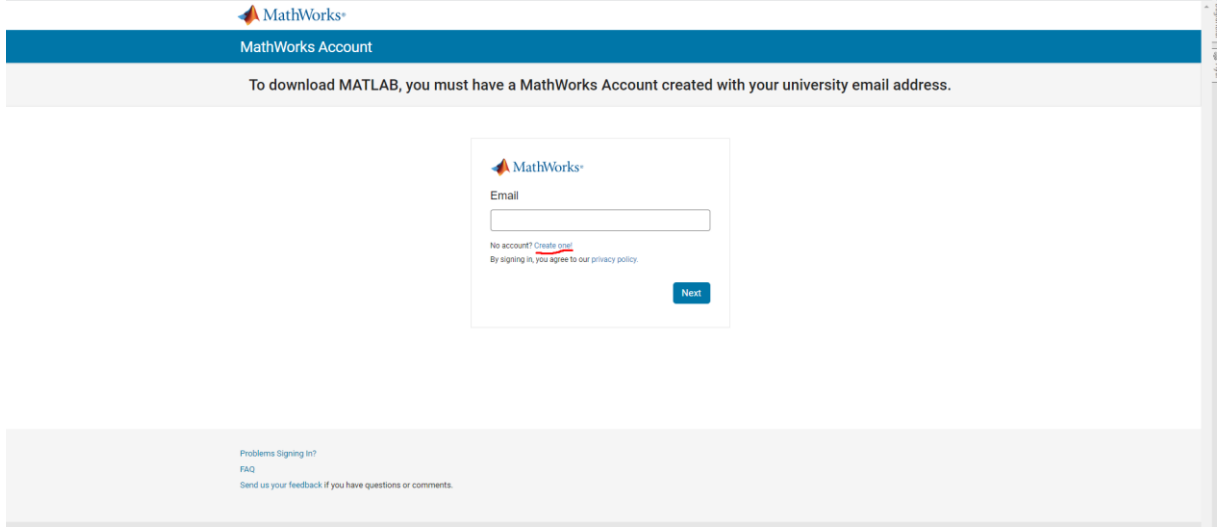 MathWorks®
MathWorks Account
To download MATLAB, you must have a MathWorks Account created with your university email address.
MathWorks®
Email
No account? Create one!
By signing in, you agree to our privacy policy.
Next
Problems Signing In?
FAQ
Send us your feedback if you have questions or comments.